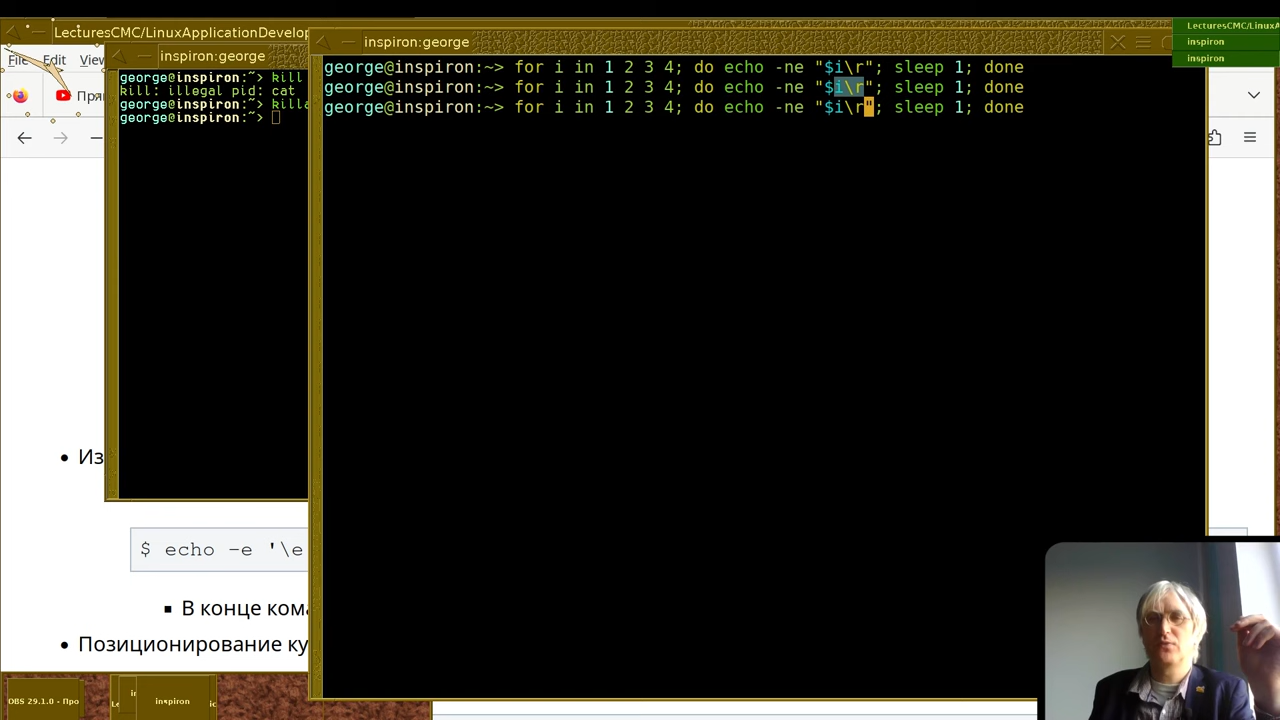 LecturesCMC/LinuxApplicationDevelop
inspiron:george
inspiron:george
LecturesCMC/LinuxA
inspiron
inspiron
File Edit View
george@inspiron:~> kill
kill: illegal pid: cat
george@inspiron:~> killa
george@inspiron:~>
george@inspiron:~> for i in 1 2 3 4; do echo -ne "$i\r"; sleep 1; done
george@inspiron:~> for i in 1 2 3 4; do echo -ne "$i\r"; sleep 1; done
george@inspiron:~> for i in 1 2 3 4; do echo -ne "$i\r"; sleep 1; done
• Из
$ echo -e '\e
▪ В конце кома
• Позиционирование ку
OBS 29.1.0 - Про
inspiron